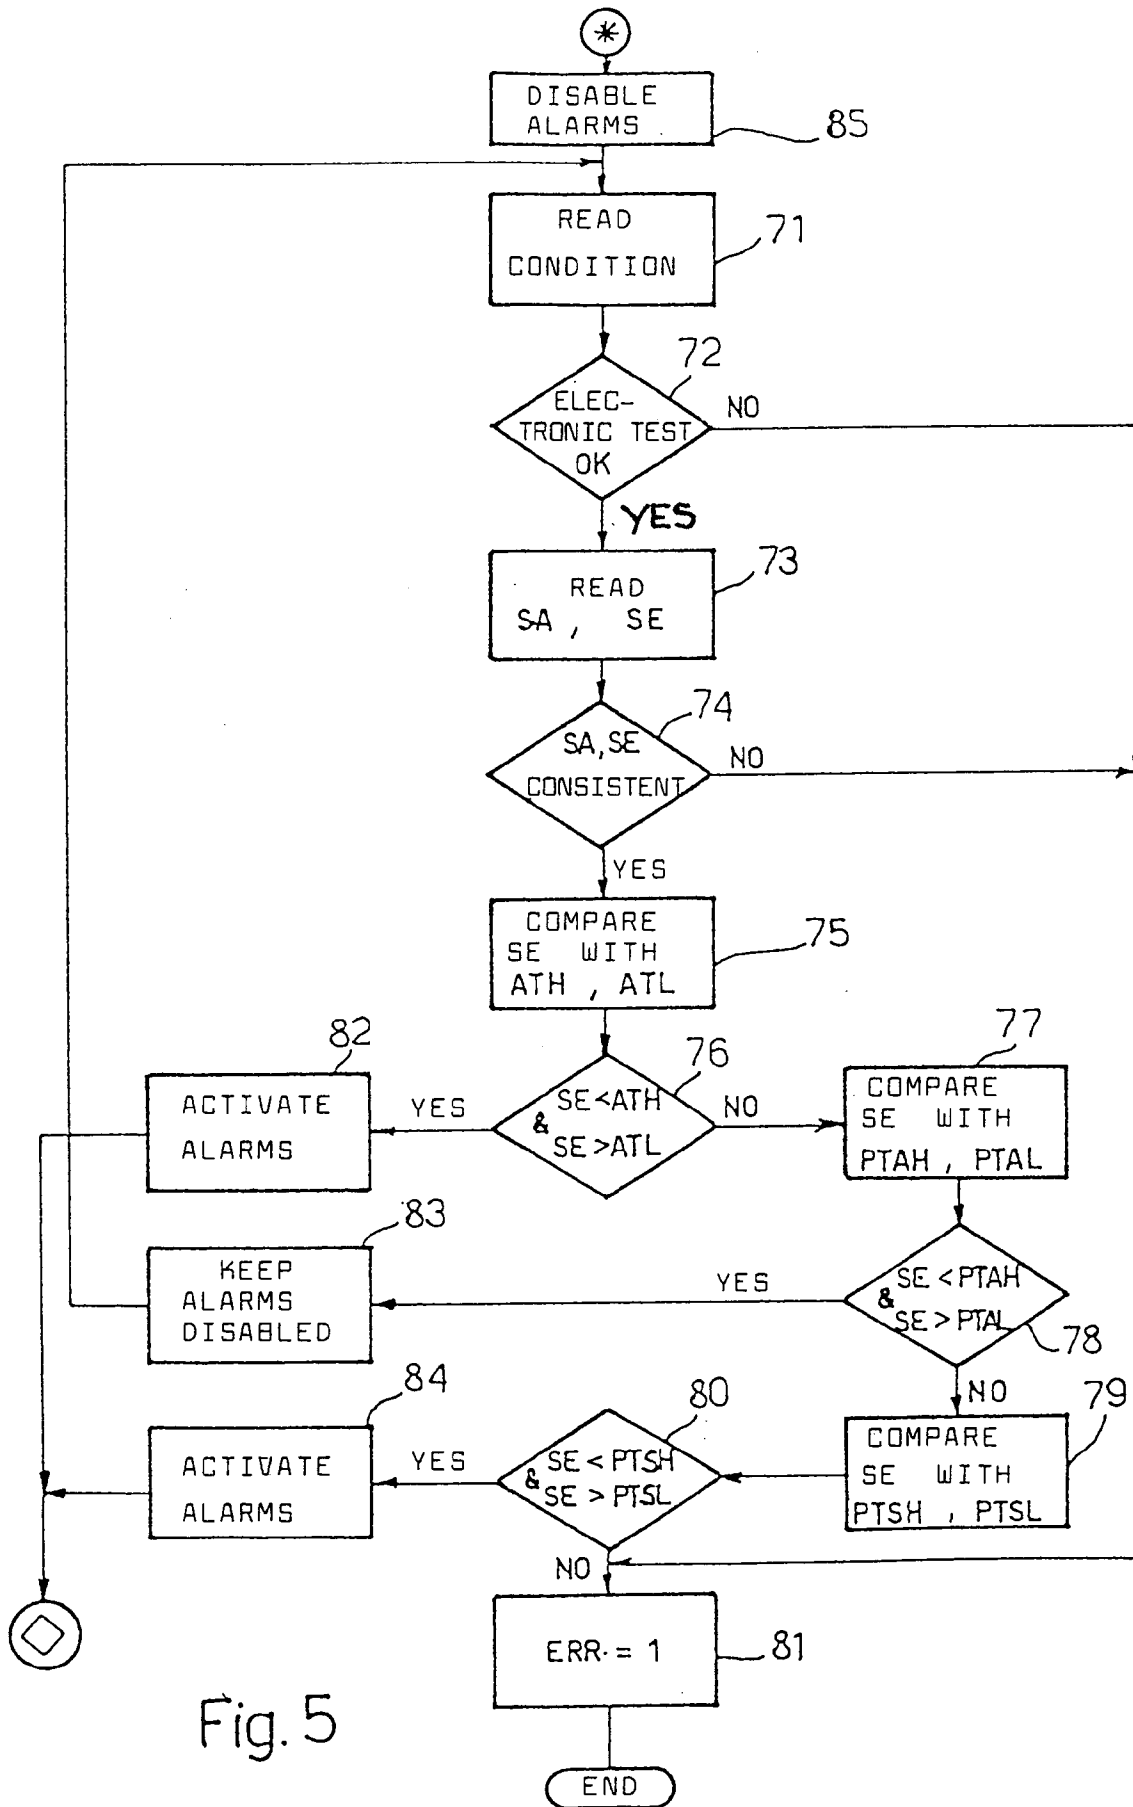 *
DISABLE
ALARMS
85
READ
CONDITION
71
72
ELEC-
TRONIC TEST
OK
NO
YES
73
READ
SA , SE
74
SA, SE
CONSISTENT
NO
YES
COMPARE
SE WITH
ATH , ATL
75
82
ACTIVATE
ALARMS
YES
76
SE<ATH
&
SE>ATL
NO
77
COMPARE
SE WITH
PTAH , PTAL
83
KEEP
ALARMS
DISABLED
YES
SE<PTAH
&
SE>PTAL
78
NO
84
ACTIVATE
ALARMS
YES
80
SE<PTSH
&
SE>PTSL
79
COMPARE
SE WITH
PTSH , PTSL
NO
ERR. = 1
81
Fig. 5
END